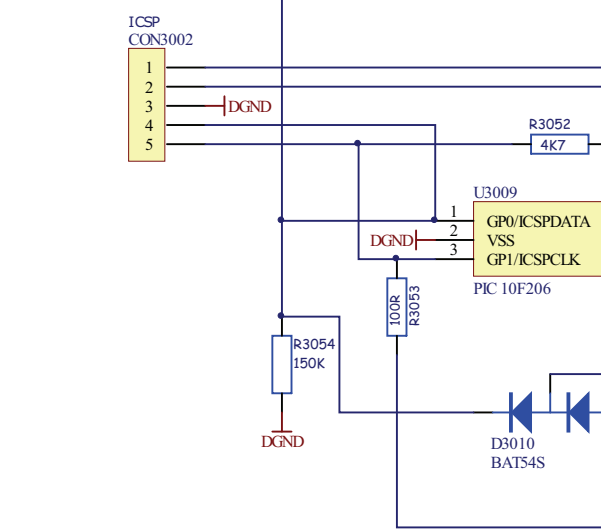 ICSP
CON3002
1
2
3
DGND
4
5
R3052
4K7
U3009
1
GP0/ICSPDATA
DGND
2
VSS
3
GP1/ICSPCLK
PIC 10F206
100R
R3053
R3054
150K
DGND
D3010
BAT54S